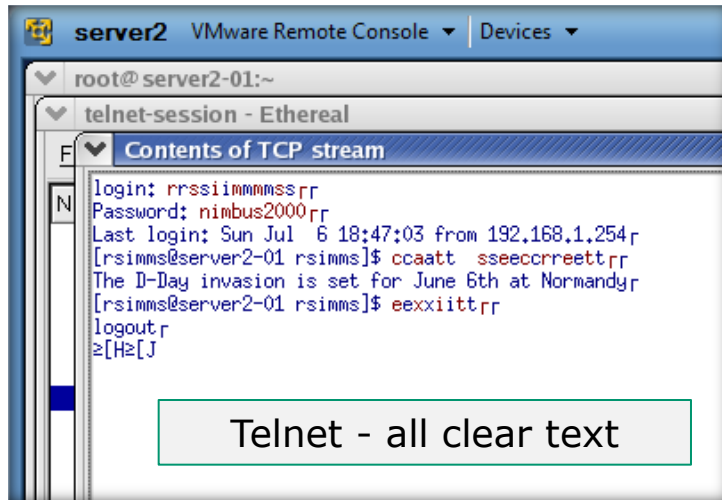 server2 VMware Remote Console Devices
root@server2-01:~
telnet-session - Ethereal
F
Contents of TCP stream
N
login: rrssiimmmmss
Password: nimbus2000
Last login: Sun Jul 6 18:47:03 from 192.168.1.254
[rsimms@server2-01 rsimms]$ ccaatt sseeccrreett
The D-Day invasion is set for June 6th at Normandy
[rsimms@server2-01 rsimms]$ eexxiitt
logout
≥[H≥[J
Telnet - all clear text